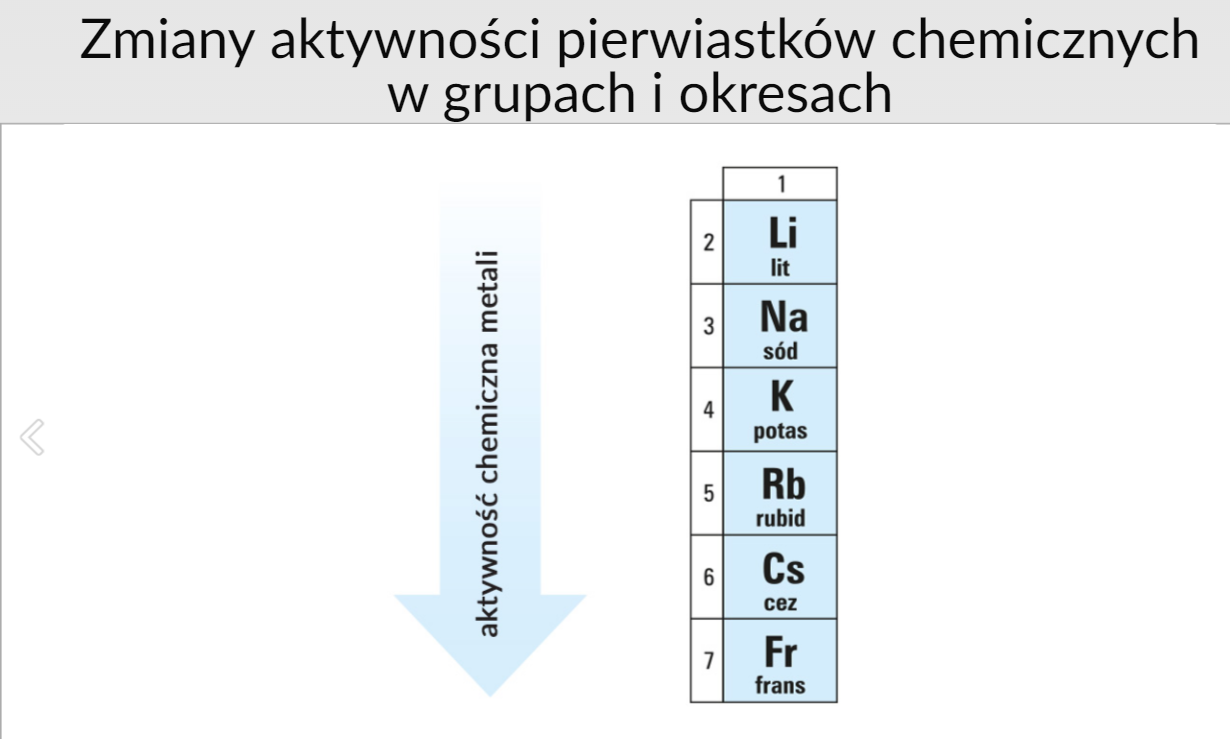 Zmiany aktywności pierwiastków chemicznych
w grupach i okresach
aktywność chemiczna metali
1
2
Li
lit
3
Na
sód
4
K
potas
5
Rb
rubid
6
Cs
cez
7
Fr
frans